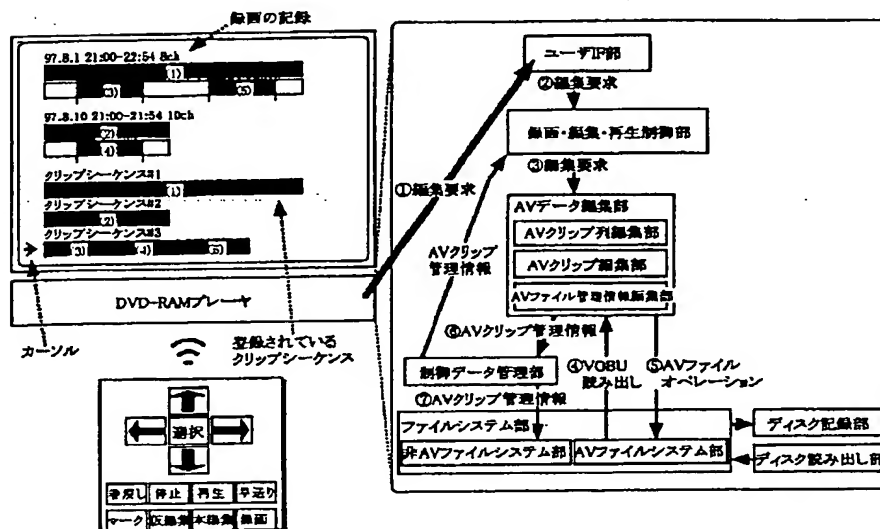 録画の記録
97.8.1 21:00-22:54 8ch
(1)
(3) (5)
97.8.10 21:00-21:54 10ch
(2)
(4)
クリップシーケンス#1
(1)
クリップシーケンス#2
(2)
クリップシーケンス#3
(3) (4) (5)
DVD-RAMプレーヤ
カーソル
登録されている
クリップシーケンス
選択
巻戻し 停止 再生 早送り
マーク 仮編集 本編集 録画
ユーザIF部
②編集要求
録画・編集・再生制御部
①編集要求
③編集要求
AVデータ編集部
AVクリップ列編集部
AVクリップ編集部
AVファイル管理情報編集部
AVクリップ
管理情報
⑥AVクリップ管理情報
制御データ管理部
④VOBU
読み出し
⑤AVファイル
オペレーション
⑦AVクリップ管理情報
ファイルシステム部
非AVファイルシステム部
AVファイルシステム部
ディスク記録部
ディスク読み出し部